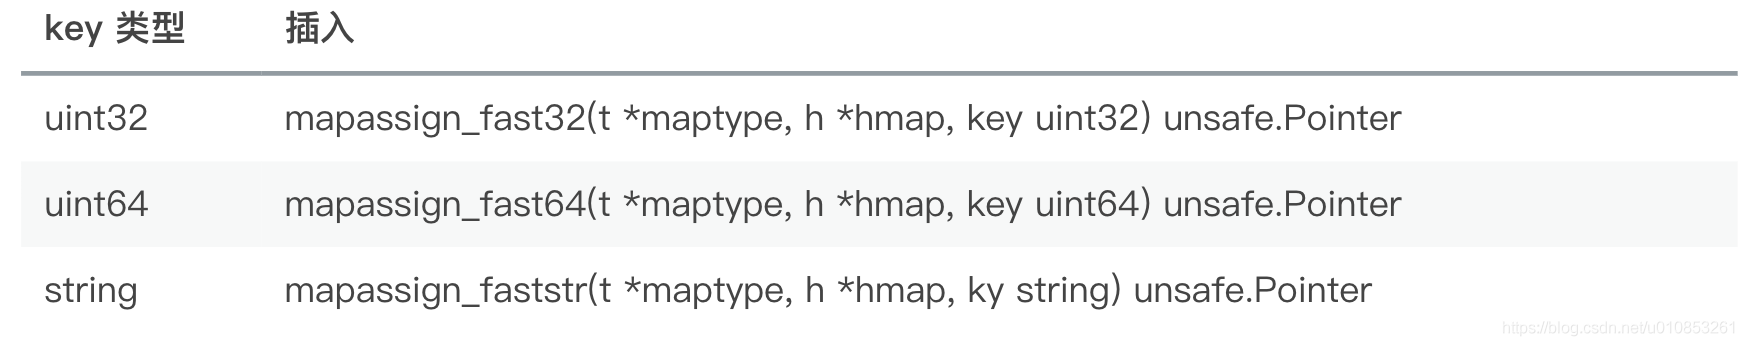 key 类型 插入
uint32 mapassign_fast32(t *maptype, h *hmap, key uint32) unsafe.Pointer
uint64 mapassign_fast64(t *maptype, h *hmap, key uint64) unsafe.Pointer
string mapassign_faststr(t *maptype, h *hmap, ky string) unsafe.Pointer
https://blog.csdn.net/u010853261